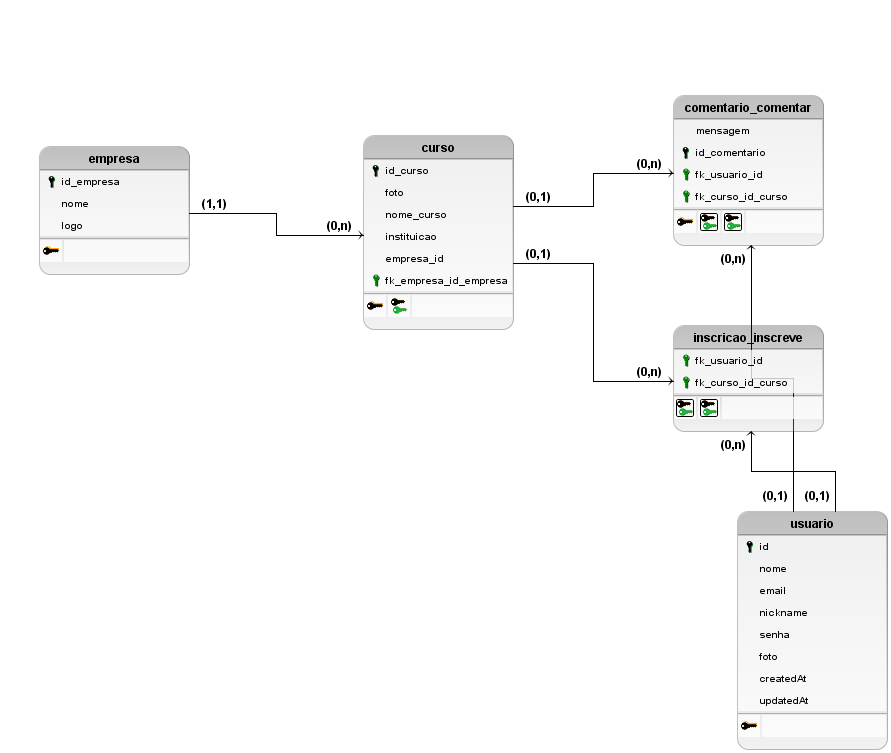 empresa
id_empresa
nome
logo
(1,1)
(0,n)
curso
id_curso
foto
nome_curso
instituicao
empresa_id
fk_empresa_id_empresa
(0,1)
(0,n)
(0,1)
(0,n)
comentario_comentar
mensagem
id_comentario
fk_usuario_id
fk_curso_id_curso
(0,n)
inscricao_inscreve
fk_usuario_id
fk_curso_id_curso
(0,n)
(0,1)
(0,1)
usuario
id
nome
email
nickname
senha
foto
createdAt
updatedAt